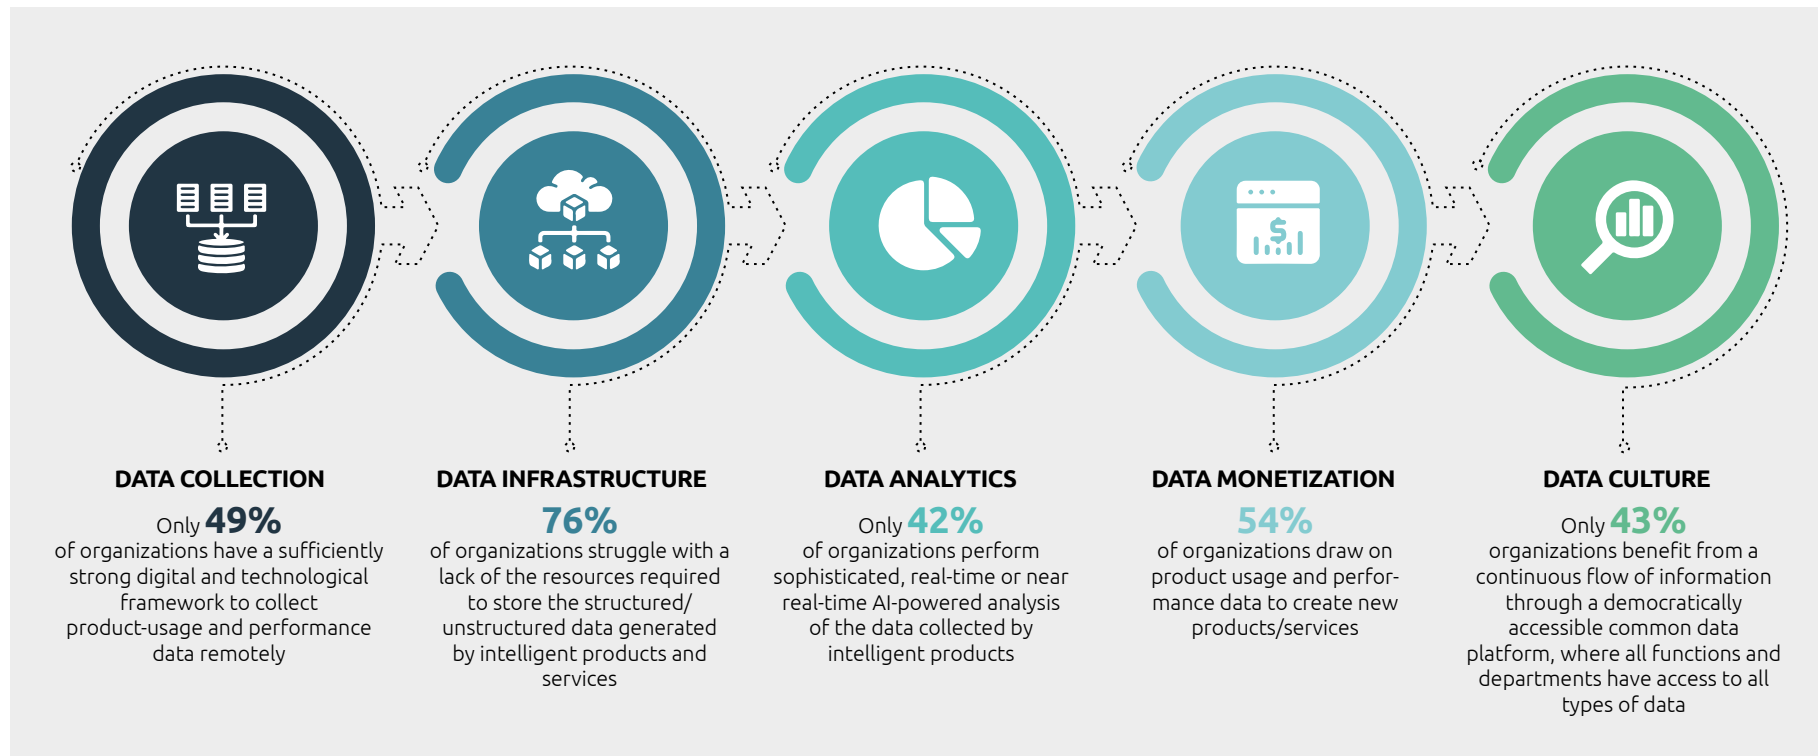 DATA COLLECTION
Only 49%
of organizations have a sufficiently
strong digital and technological
framework to collect
product-usage and performance
data remotely
DATA INFRASTRUCTURE
76%
of organizations struggle with a
lack of the resources required
to store the structured/
unstructured data generated
by intelligent products and
services
DATA ANALYTICS
Only 42%
of organizations perform
sophisticated, real-time or near
real-time AI-powered analysis
of the data collected by
intelligent products
DATA MONETIZATION
54%
of organizations draw on
product usage and perfor-
mance data to create new
products/services
DATA CULTURE
Only 43%
organizations benefit from a
continuous flow of information
through a democratically
accessible common data
platform, where all functions and
departments have access to all
types of data
$